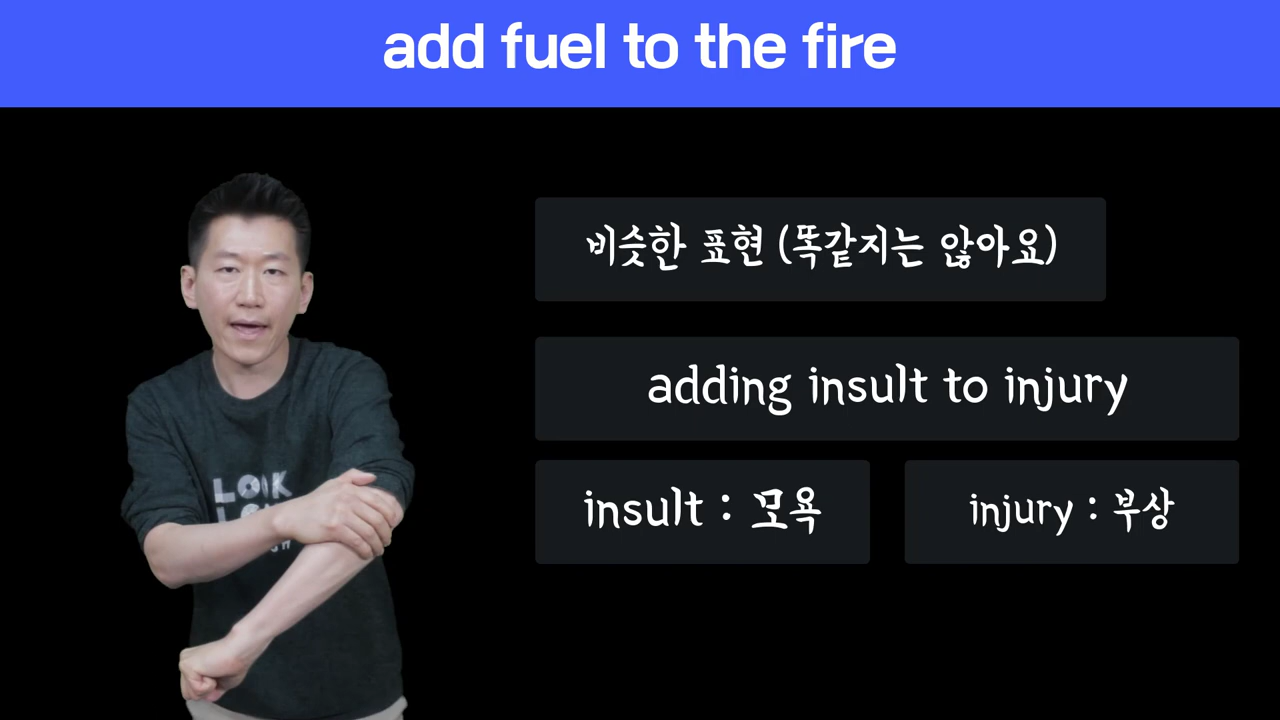 add fuel to the fire
비슷한 표현 (똑같지는 않아요)
adding insult to injury
insult : 모욕
injury : 부상
LOOK